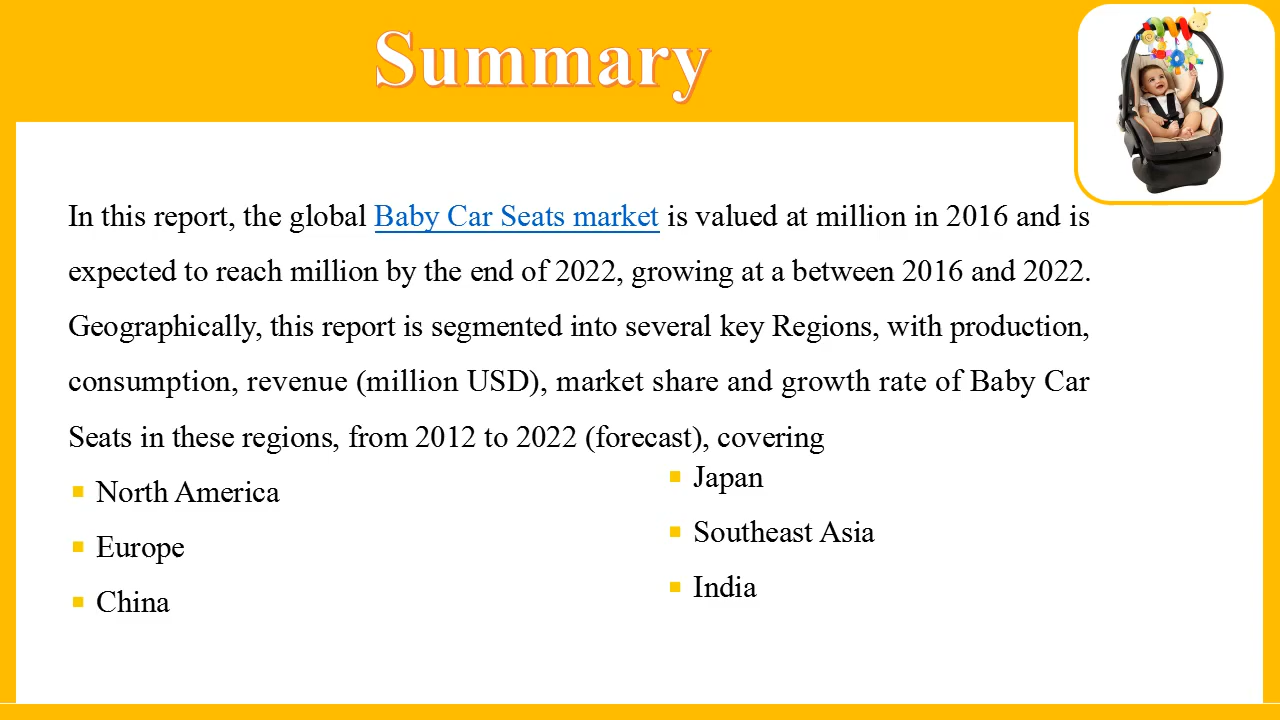 Summary
In this report, the global Baby Car Seats market is valued at million in 2016 and is
expected to reach million by the end of 2022, growing at a between 2016 and 2022.
Geographically, this report is segmented into several key Regions, with production,
consumption, revenue (million USD), market share and growth rate of Baby Car
Seats in these regions, from 2012 to 2022 (forecast), covering
North America
Europe
China
Japan
Southeast Asia
India